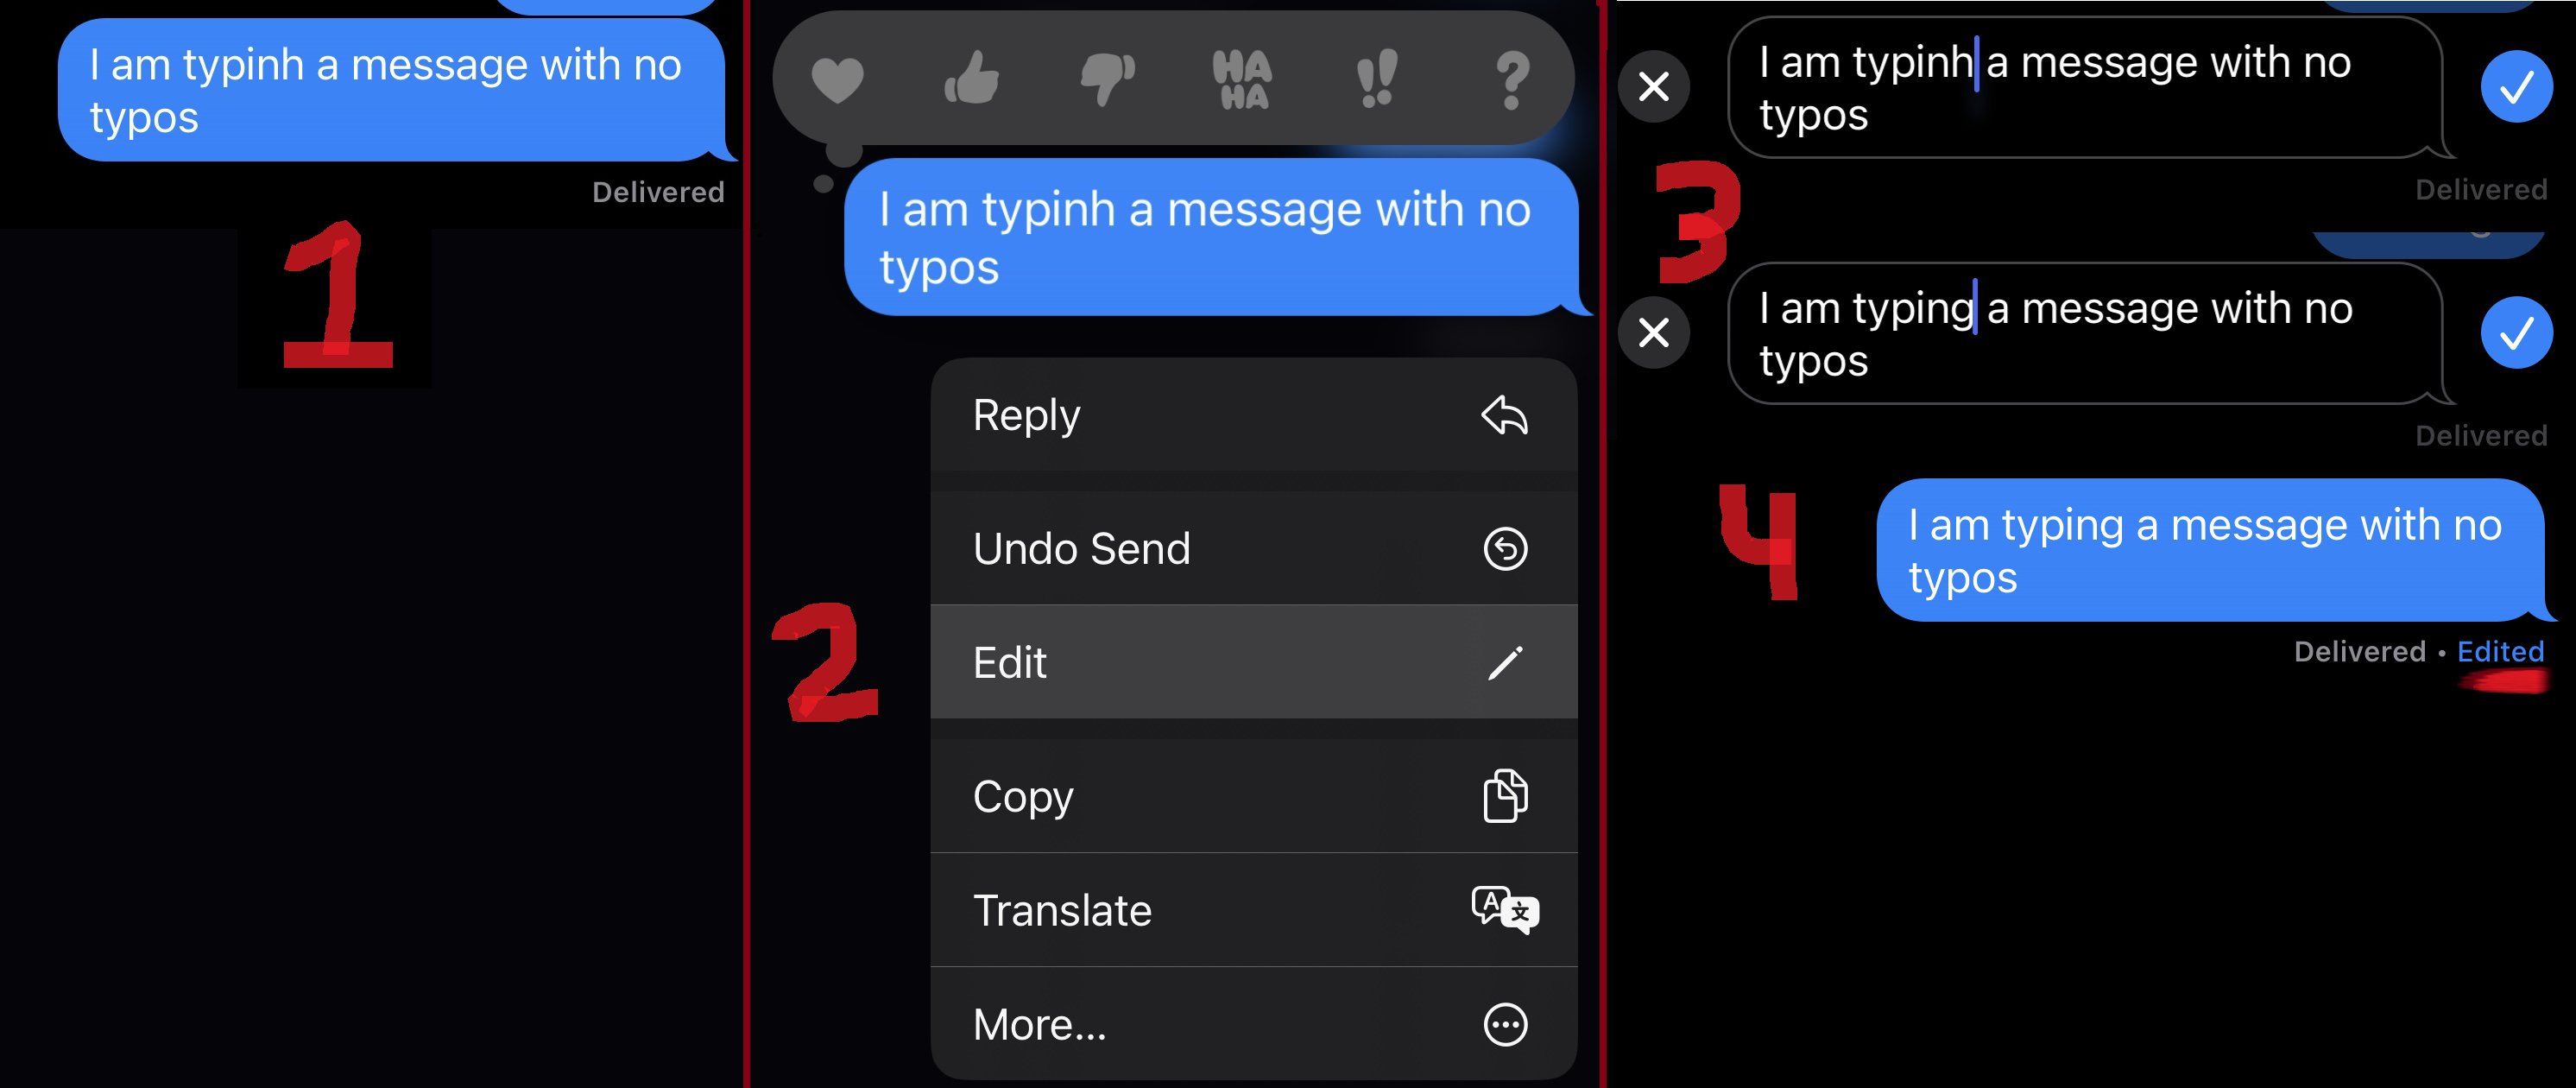 I am typinh a message with no
typos
Delivered
1
HA
HA
!!
?
I am typinh a message with no
typos
Reply
Undo Send
2
Edit
Copy
Translate
A 文
More...
I am typinh a message with no
typos
Delivered
3
I am typing a message with no
typos
Delivered
4
I am typing a message with no
typos
Delivered • Edited